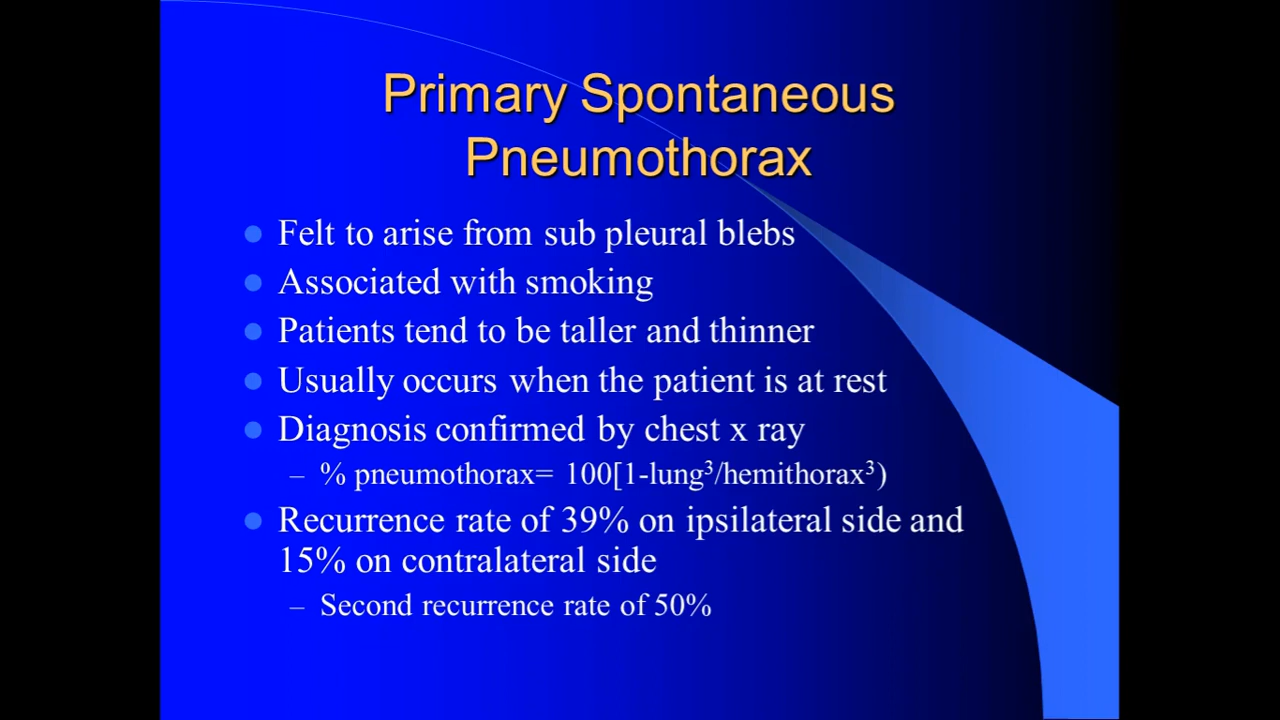 Primary Spontaneous
Pneumothorax
Felt to arise from sub pleural blebs
Associated with smoking
Patients tend to be taller and thinner
Usually occurs when the patient is at rest
Diagnosis confirmed by chest x ray
– % pneumothorax= 100[1-lung³/hemithorax³)
Recurrence rate of 39% on ipsilateral side and
15% on contralateral side
– Second recurrence rate of 50%